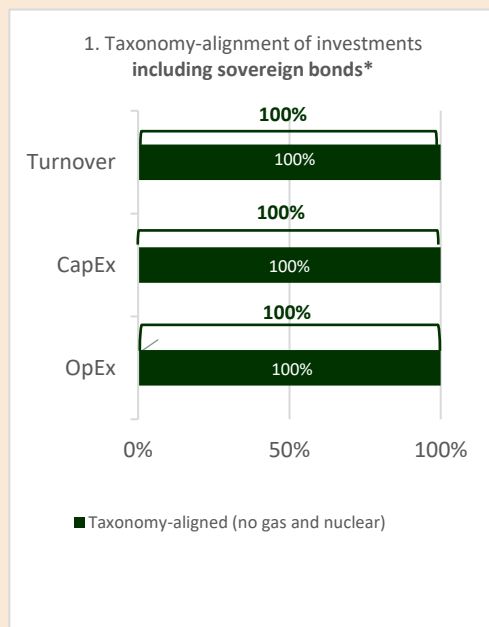 1. Taxonomy-alignment of investments
including sovereign bonds*
100%
Turnover
100%
100%
CapEx
100%
100%
OpEx
100%
0%
50%
100%
Taxonomy-aligned (no gas and nuclear)